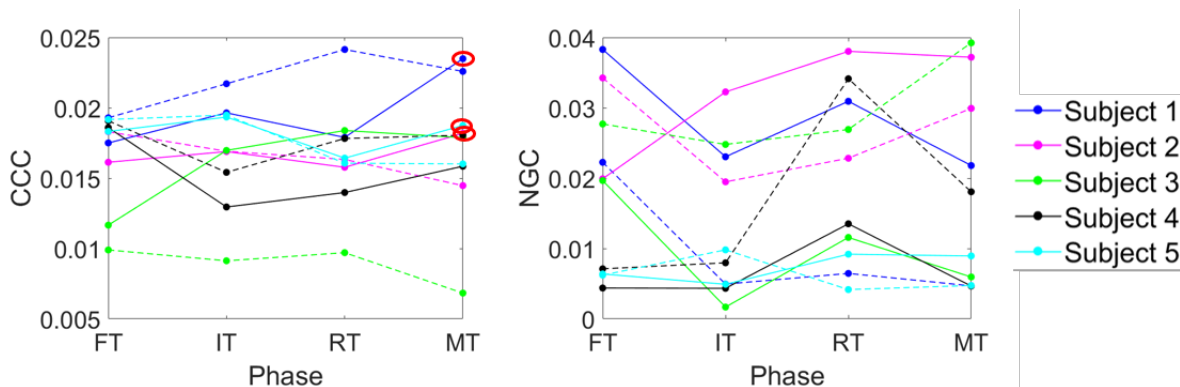 CCC
0.025
0.02
0.015
0.01
0.005
FT IT RT MT
Phase
NGC
0.04
0.03
0.02
0.01
0
FT IT RT MT
Phase
Subject 1
Subject 2
Subject 3
Subject 4
Subject 5